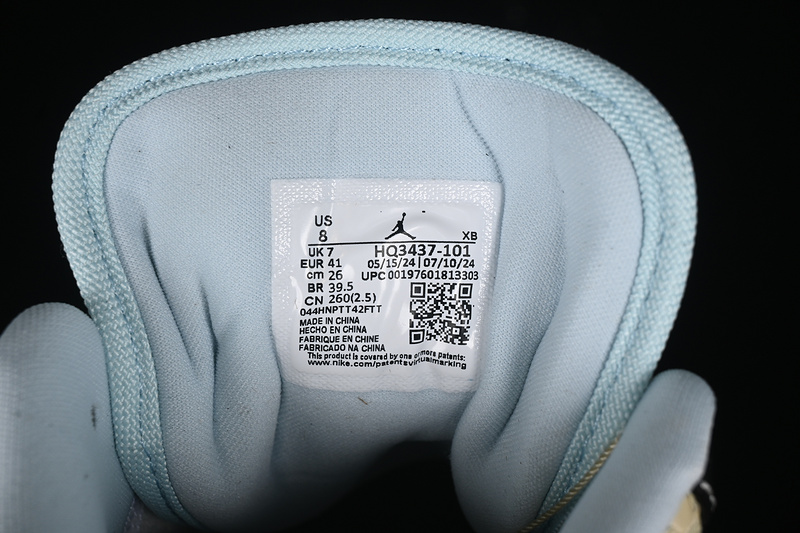 US
8 XB
UK 7 HQ3437-101
EUR 41 05/15/24 07/10/24
cm 26 UPC 00197601813303
BR 39.5
CN 260(2.5)
044HNPTT42FTT
MADE IN CHINA
HECHO EN CHINA
FABRIQUE EN CHINE
FABRICADO NA CHINA
This product is covered by one or more patents:
www.nike.com/patentsvirtualmarking